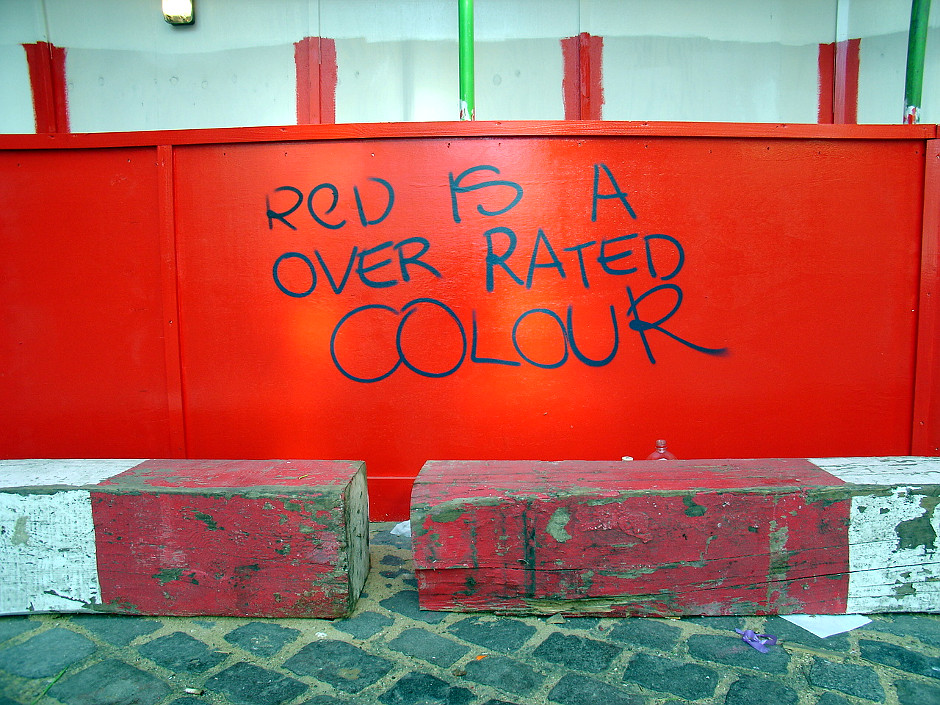 RED IS A
OVER RATED
COLOUR